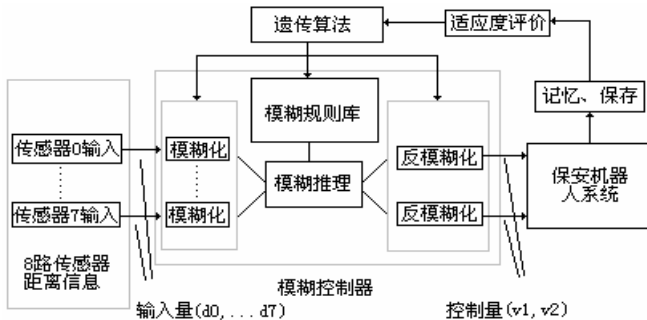 遗传算法
适应度评价
记忆、保存
模糊规则库
传感器0输入
模糊化
反模糊化
模糊推理
保安机器
人系统
传感器7输入
模糊化
反模糊化
8路传感器
距离信息
模糊控制器
输入量(d0,...d7)
控制量(v1,v2)